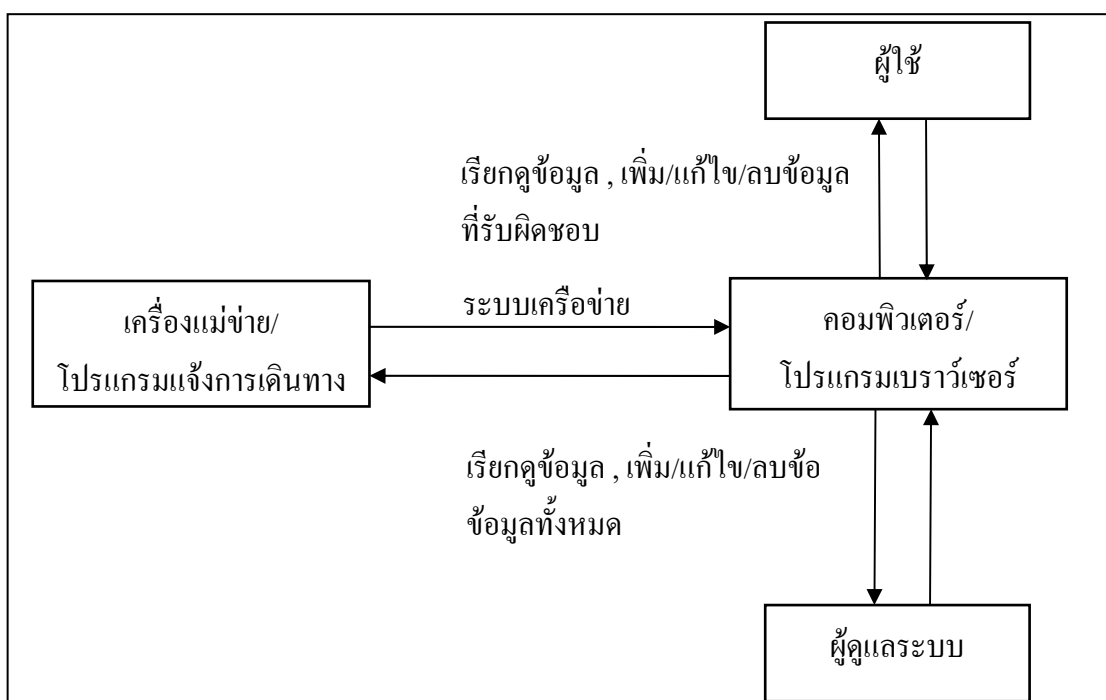 ผู้ใช้
เรียกดูข้อมูล , เพิ่ม/แก้ไข/ลบข้อมูล
ที่รับผิดชอบ
เครื่องแม่ข่าย/
โปรแกรมแจ้งการเดินทาง
ระบบเครือข่าย
คอมพิวเตอร์/
โปรแกรมเบราว์เซอร์
เรียกดูข้อมูล , เพิ่ม/แก้ไข/ลบข้อ
ข้อมูลทั้งหมด
ผู้ดูแลระบบ